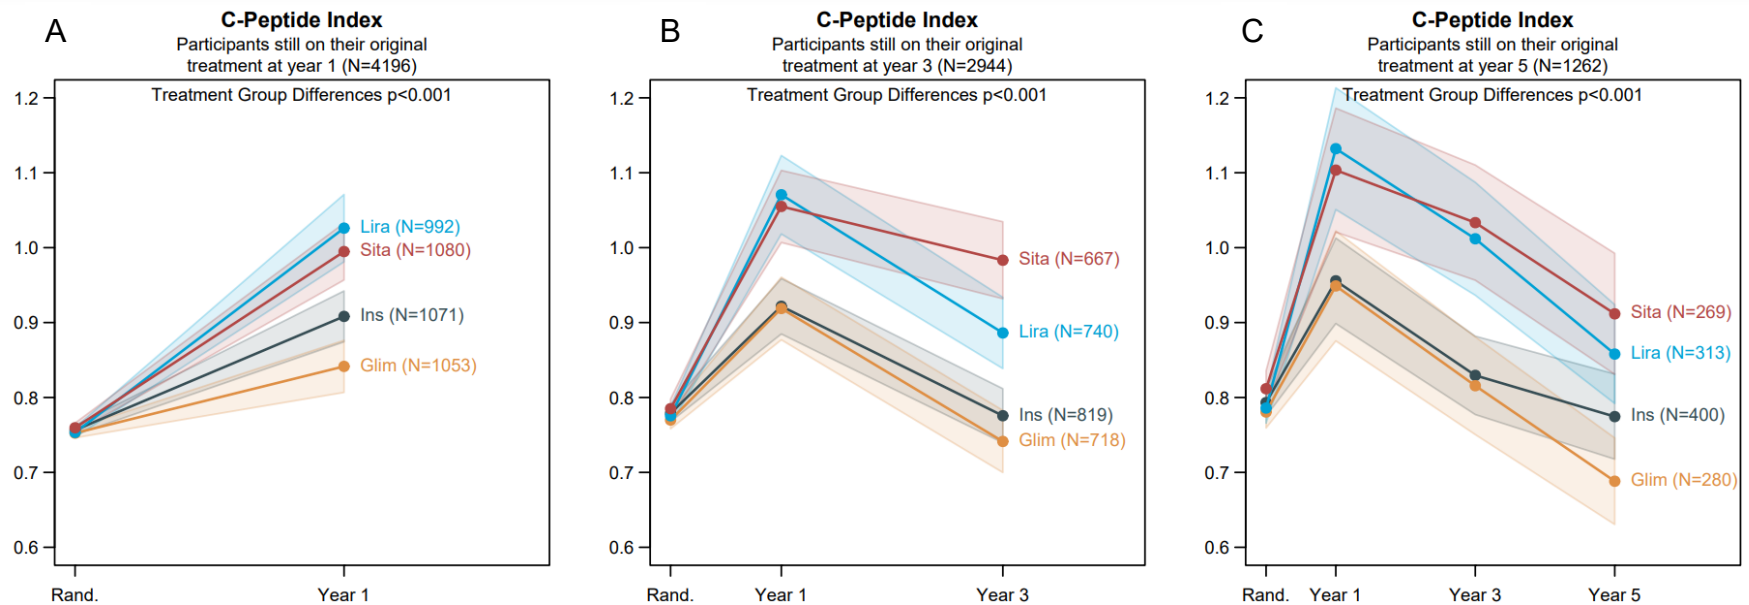 A
C-Peptide Index
Participants still on their original
treatment at year 1 (N=4196)
Treatment Group Differences p<0.001
1.2
1.1
1.0
0.9
0.8
0.7
0.6
Lira (N=992)
Sita (N=1080)
Ins (N=1071)
Glim (N=1053)
Rand. Year 1
B
C-Peptide Index
Participants still on their original
treatment at year 3 (N=2944)
Treatment Group Differences p<0.001
1.2
1.1
1.0
0.9
0.8
0.7
0.6
Sita (N=667)
Lira (N=740)
Ins (N=819)
Glim (N=718)
Rand. Year 1 Year 3
C
C-Peptide Index
Participants still on their original
treatment at year 5 (N=1262)
Treatment Group Differences p<0.001
1.2
1.1
1.0
0.9
0.8
0.7
0.6
Sita (N=269)
Lira (N=313)
Ins (N=400)
Glim (N=280)
Rand. Year 1 Year 3 Year 5